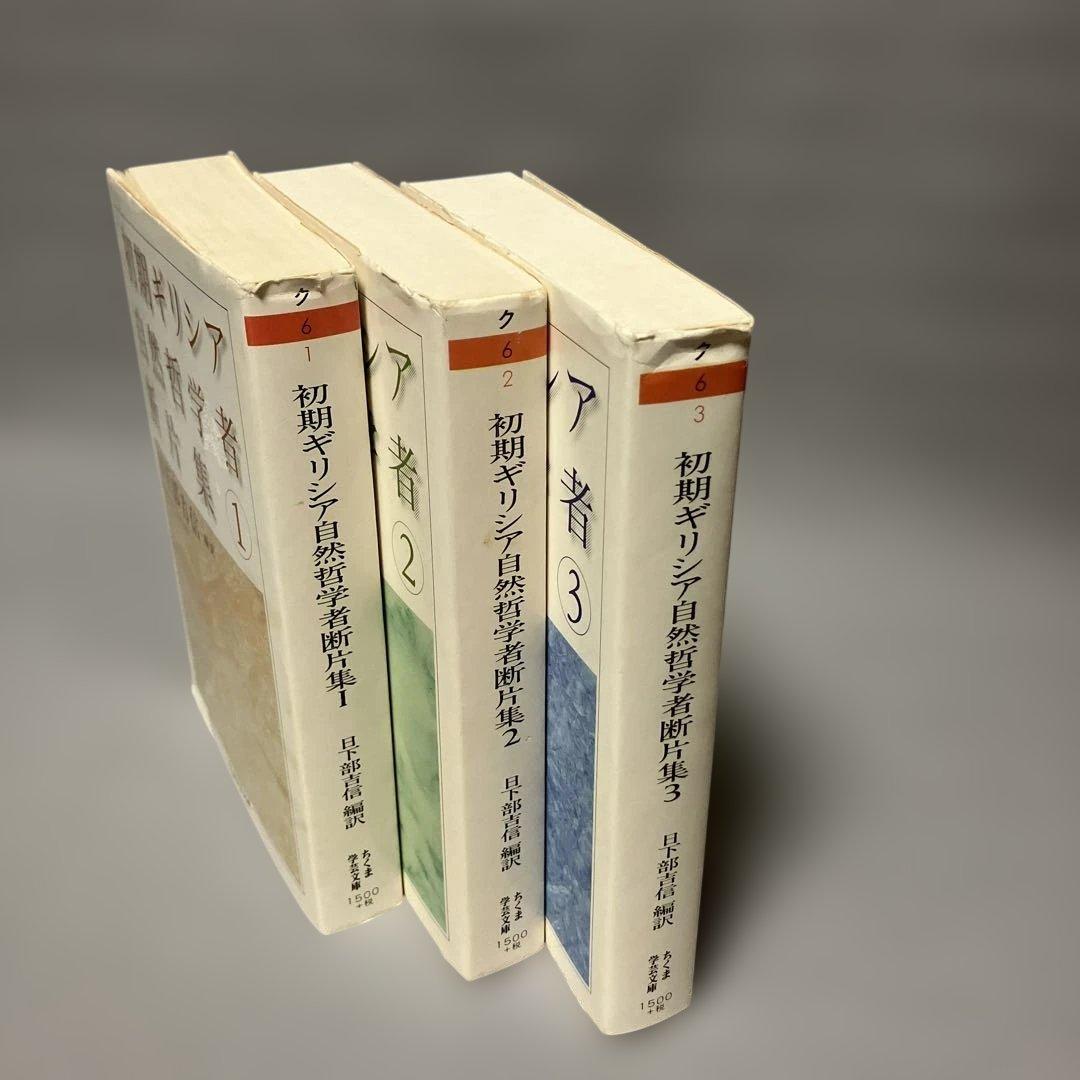 期ギリシア
然哲学者
片集
①
ク
6
1
初期ギリシア自然哲学者断片集1
日下部吉信 編訳
ちくま
学芸文庫
1500
+税
ア
者
②
ク
6
2
初期ギリシア自然哲学者断片集2
日下部吉信 編訳
ちくま
学芸文庫
1500
+税
シア
者
③
ク
6
3
初期ギリシア自然哲学者断片集3
日下部吉信 編訳
ちくま
学芸文庫
1500
+税